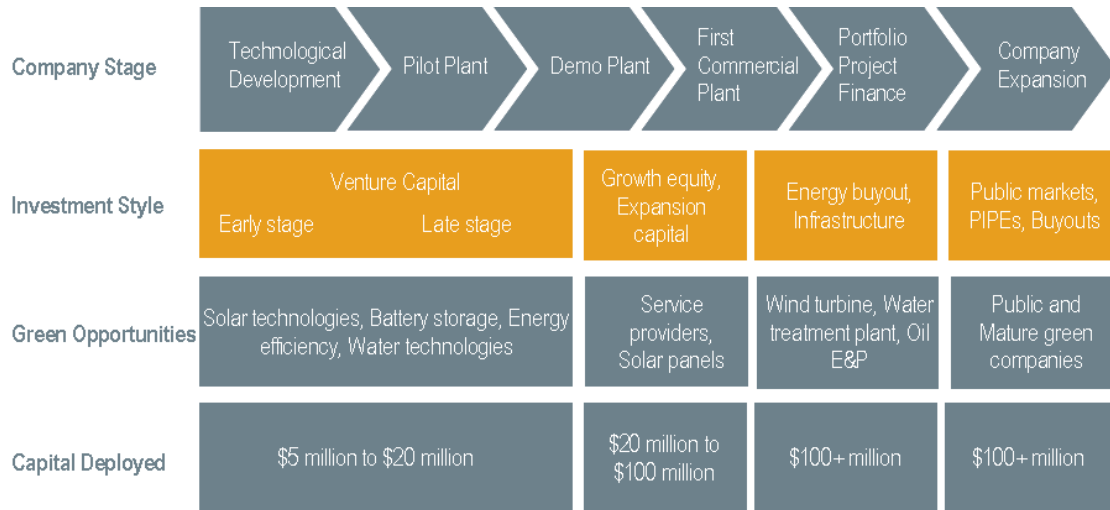 Company Stage
Technological
Development
Pilot Plant
Demo Plant
First
Commercial
Plant
Portfolio
Project
Finance
Company
Expansion
Investment Style
Venture Capital
Early stage
Late stage
Growth equity,
Expansion
capital
Energy buyout,
Infrastructure
Public markets,
PIPEs, Buyouts
Green Opportunities
Solar technologies, Battery storage, Energy
efficiency, Water technologies
Service
providers,
Solar panels
Wind turbine, Water
treatment plant, Oil
E&P
Public and
Mature green
companies
Capital Deployed
$5 million to $20 million
$20 million to
$100 million
$100+ million
$100+ million